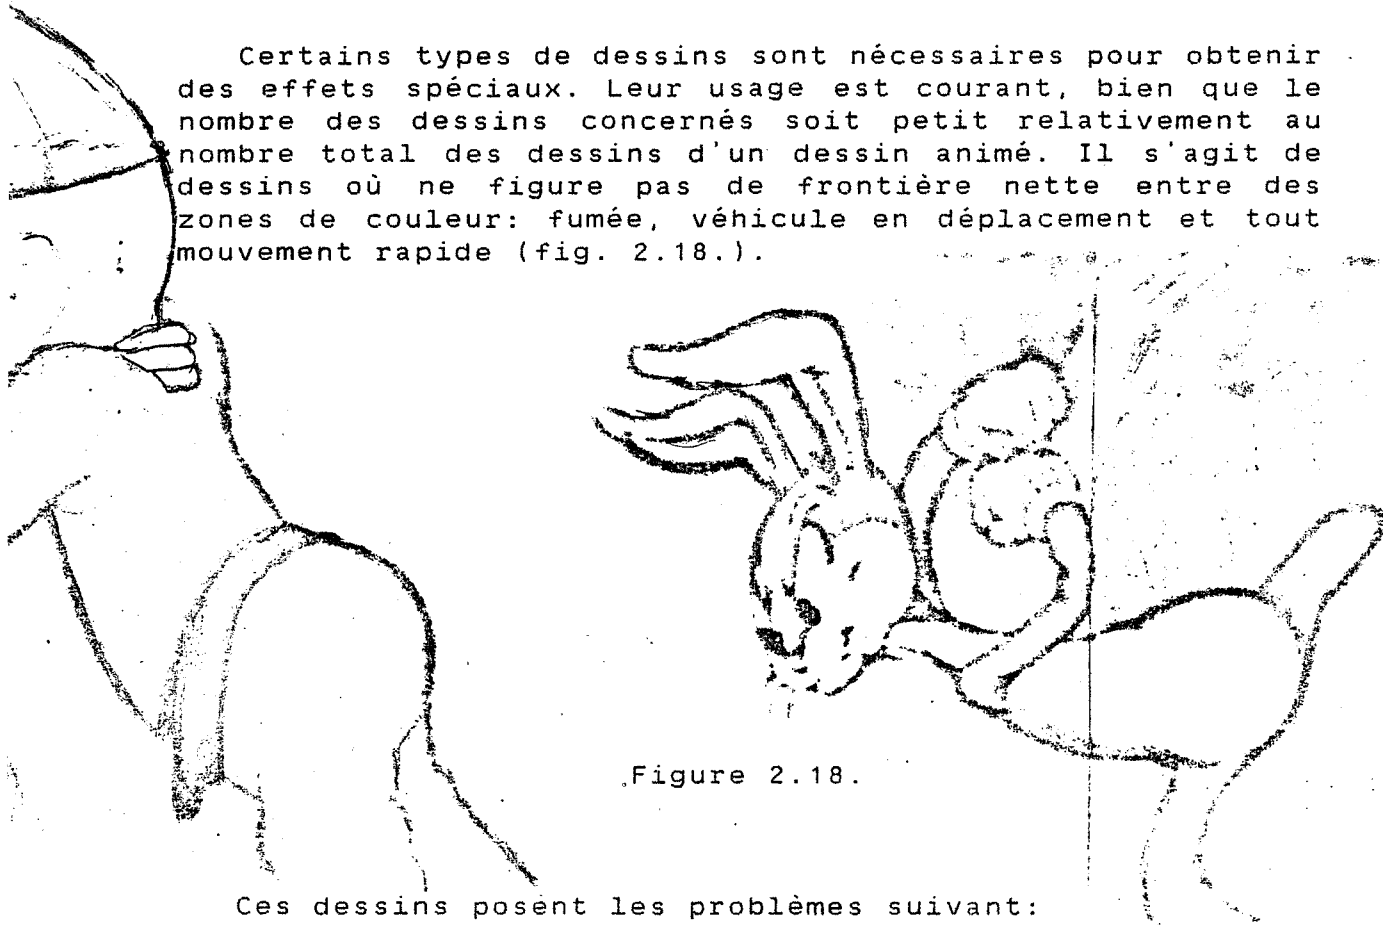 Certains types de dessins sont nécessaires pour obtenir
des effets spéciaux. Leur usage est courant, bien que le
nombre des dessins concernés soit petit relativement au
nombre total des dessins d'un dessin animé. Il s'agit de
dessins où ne figure pas de frontière nette entre des
zones de couleur: fumée, véhicule en déplacement et tout
mouvement rapide (fig. 2.18.).
Figure 2.18.
Ces dessins posent les problèmes suivant: